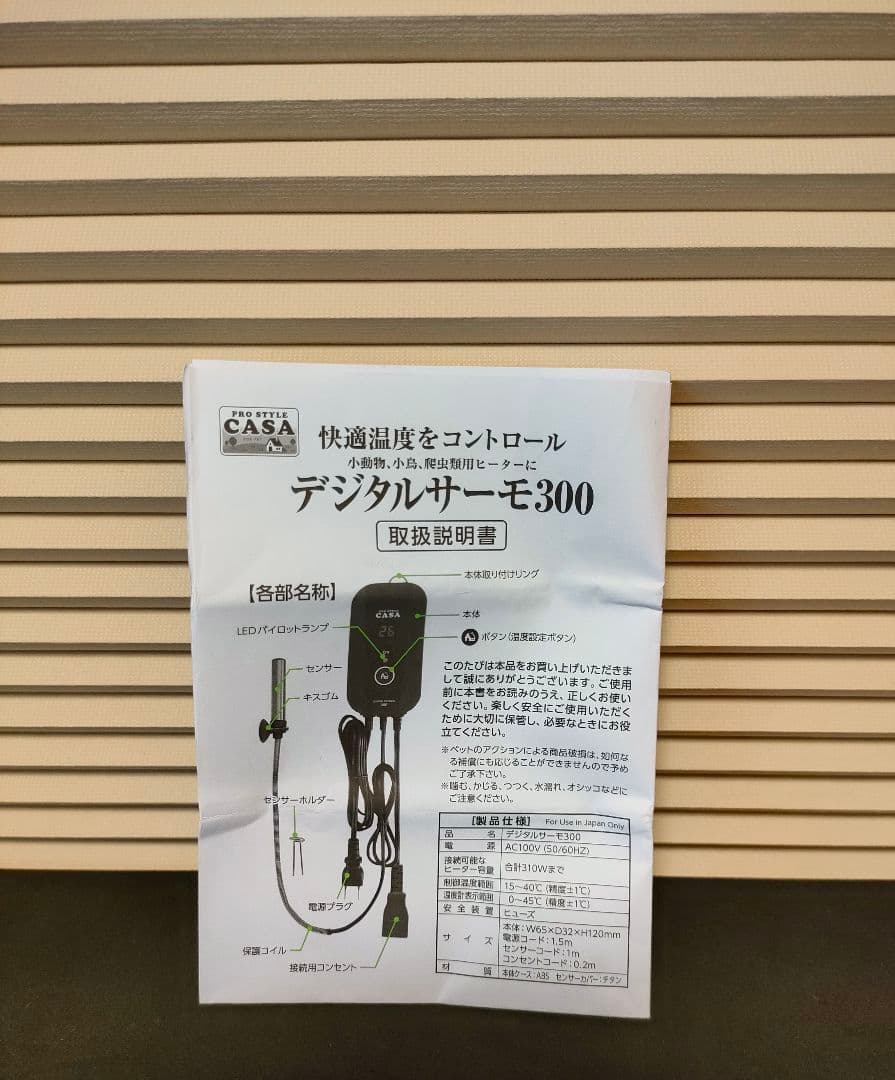 PRO STYLE
CASA
快適温度をコントロール
小動物、小鳥、爬虫類用ヒーターに
デジタルサーモ300
取扱説明書
【各部名称】
本体取り付けリング
本体
LEDパイロットランプ
ボタン（温度設定ボタン）
CASA
26
センサー
キスゴム
センサーホルダー
電源プラグ
保護コイル
接続用コンセント
このたびは本品をお買い上げいただきま
して誠にありがとうございます。ご使用
前に本書をお読みのうえ、正しくお使い
ください。楽しく安全にご使用いただく
ために大切に保管し、必要なときにお役
立てください。
※ペットのアクションによる商品破損は、如何な
る補償にも応じることができませんので予め
ご了承下さい。
※噛む、かじる、つつく、水濡れ、オシッコなどに
ご注意ください。
【製品仕様】 For Use in Japan Only
品名 デジタルサーモ300
電源 AC100V (50/60HZ)
接続可能な
ヒーター容量 合計310Wまで
制御温度範囲 15～40℃（精度±1℃）
温度計表示範囲 0～45℃（精度±1℃）
安全装置 ヒューズ
サイズ 本体：W65×D32×H120mm
電源コード：1.5m
センサーコード：1m
コンセントコード：0.2m
材質 本体ケース：ABS センサーカバー：チタン